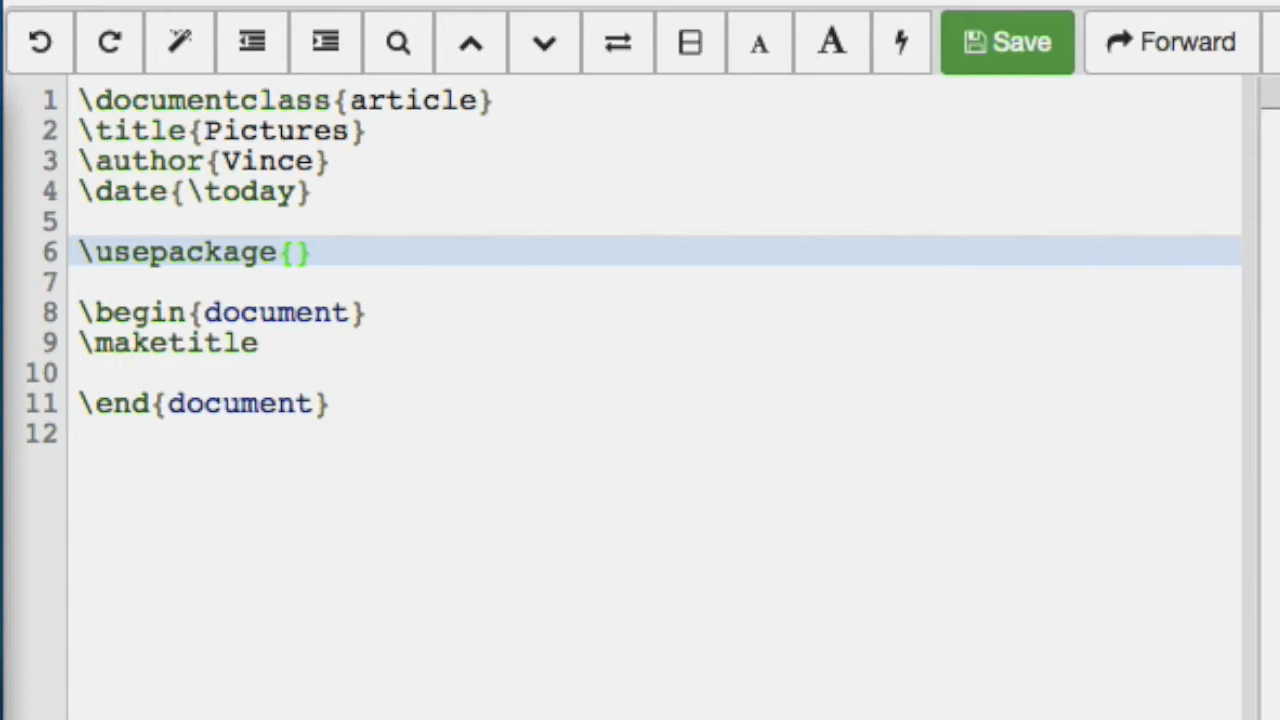 A A Save Forward
1 \documentclass{article}
2 \title{Pictures}
3 \author{Vince}
4 \date{\today}
5
6 \usepackage{}
7
8 \begin{document}
9 \maketitle
10
11 \end{document}
12